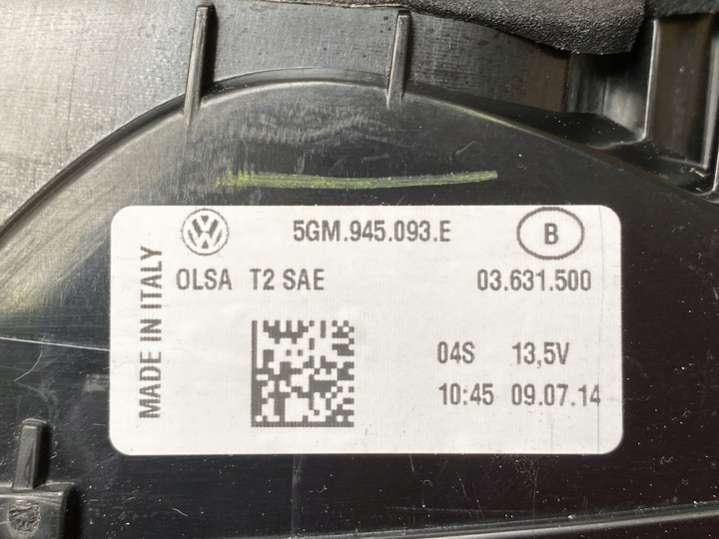 5GM.945.093.E B
OLSA T2 SAE 03.631.500
04S 13,5V
10:45 09.07.14
MADE IN ITALY